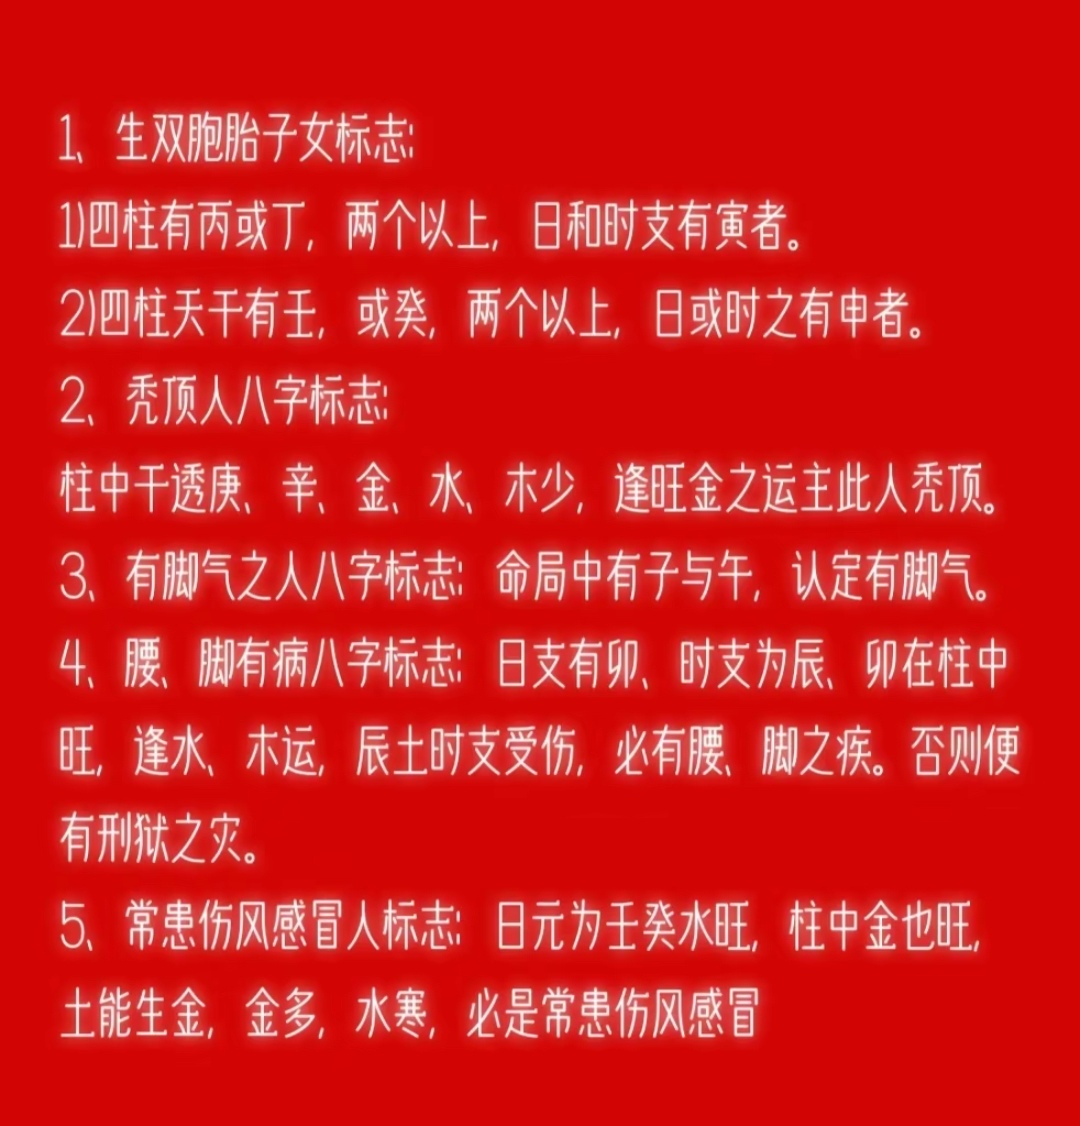 1、生双胞胎子女标志:
1)四柱有丙或丁，两个以上，日和时支有寅者。
2)四柱天干有壬，或癸，两个以上，日或时之有申者。
2、秃顶人八字标志:
柱中干透庚、辛、金、水、木少，逢旺金之运主此人秃顶。
3、有脚气之人八字标志:命局中有子与午，认定有脚气。
4、腰、脚有病八字标志:日支有卯、时支为辰、卯在柱中
旺，逢水、木运，辰土时支受伤，必有腰、脚之疾。否则便
有刑狱之灾。
5、常患伤风感冒人标志:日元为壬癸水旺，柱中金也旺，
土能生金，金多，水寒，必是常患伤风感冒